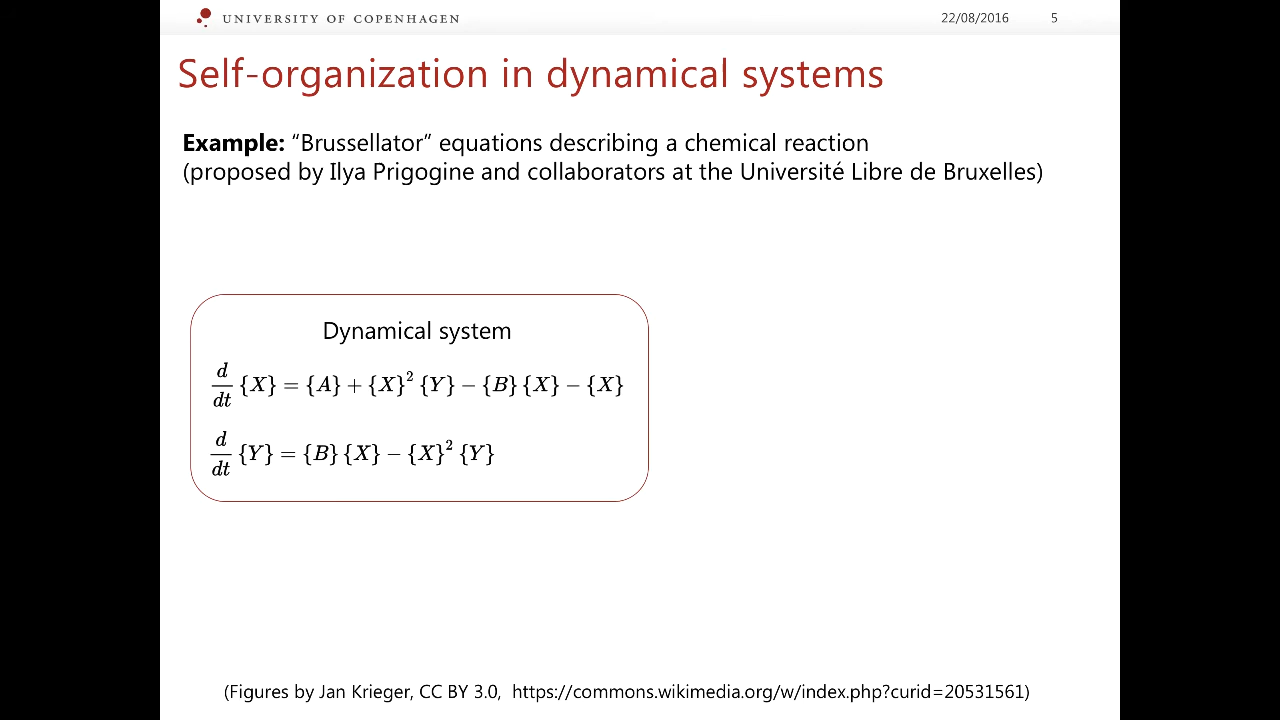 UNIVERSITY OF COPENHAGEN 22/08/2016 5
Self-organization in dynamical systems
Example: “Brussellator” equations describing a chemical reaction
(proposed by Ilya Prigogine and collaborators at the Université Libre de Bruxelles)
Dynamical system
d/dt {X} = {A} + {X}² {Y} − {B} {X} − {X}
d/dt {Y} = {B} {X} − {X}² {Y}
(Figures by Jan Krieger, CC BY 3.0, https://commons.wikimedia.org/w/index.php?curid=20531561)